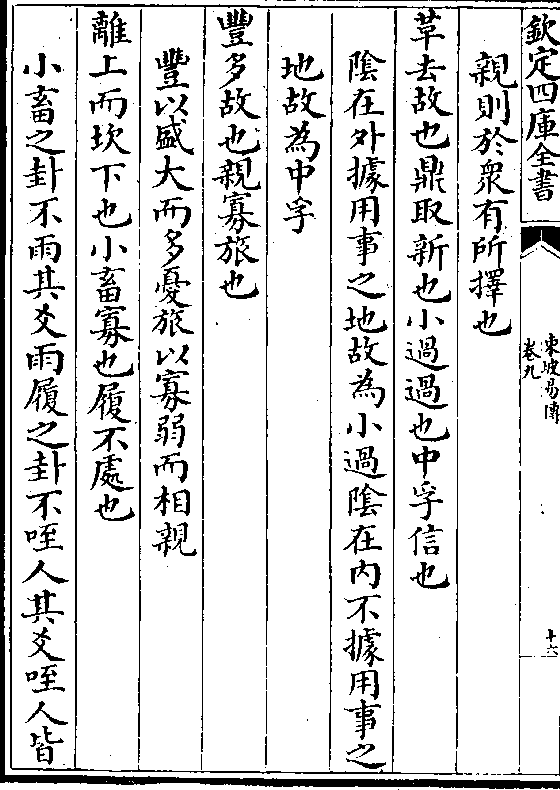 欽定四庫全書
東坡易傳
卷九
十六
親則於衆有所擇也
革去故也鼎取新也小過過也中孚信也
陰在外據用事之地故為小過陰在内不據用事之
地故為中孚
豐多故也親寡旅也
豐以盛大而多憂旅以寡弱而相親
離上而坎下也小畜寡也履不處也
小畜之卦不雨其爻雨履之卦不咥人其爻咥人皆